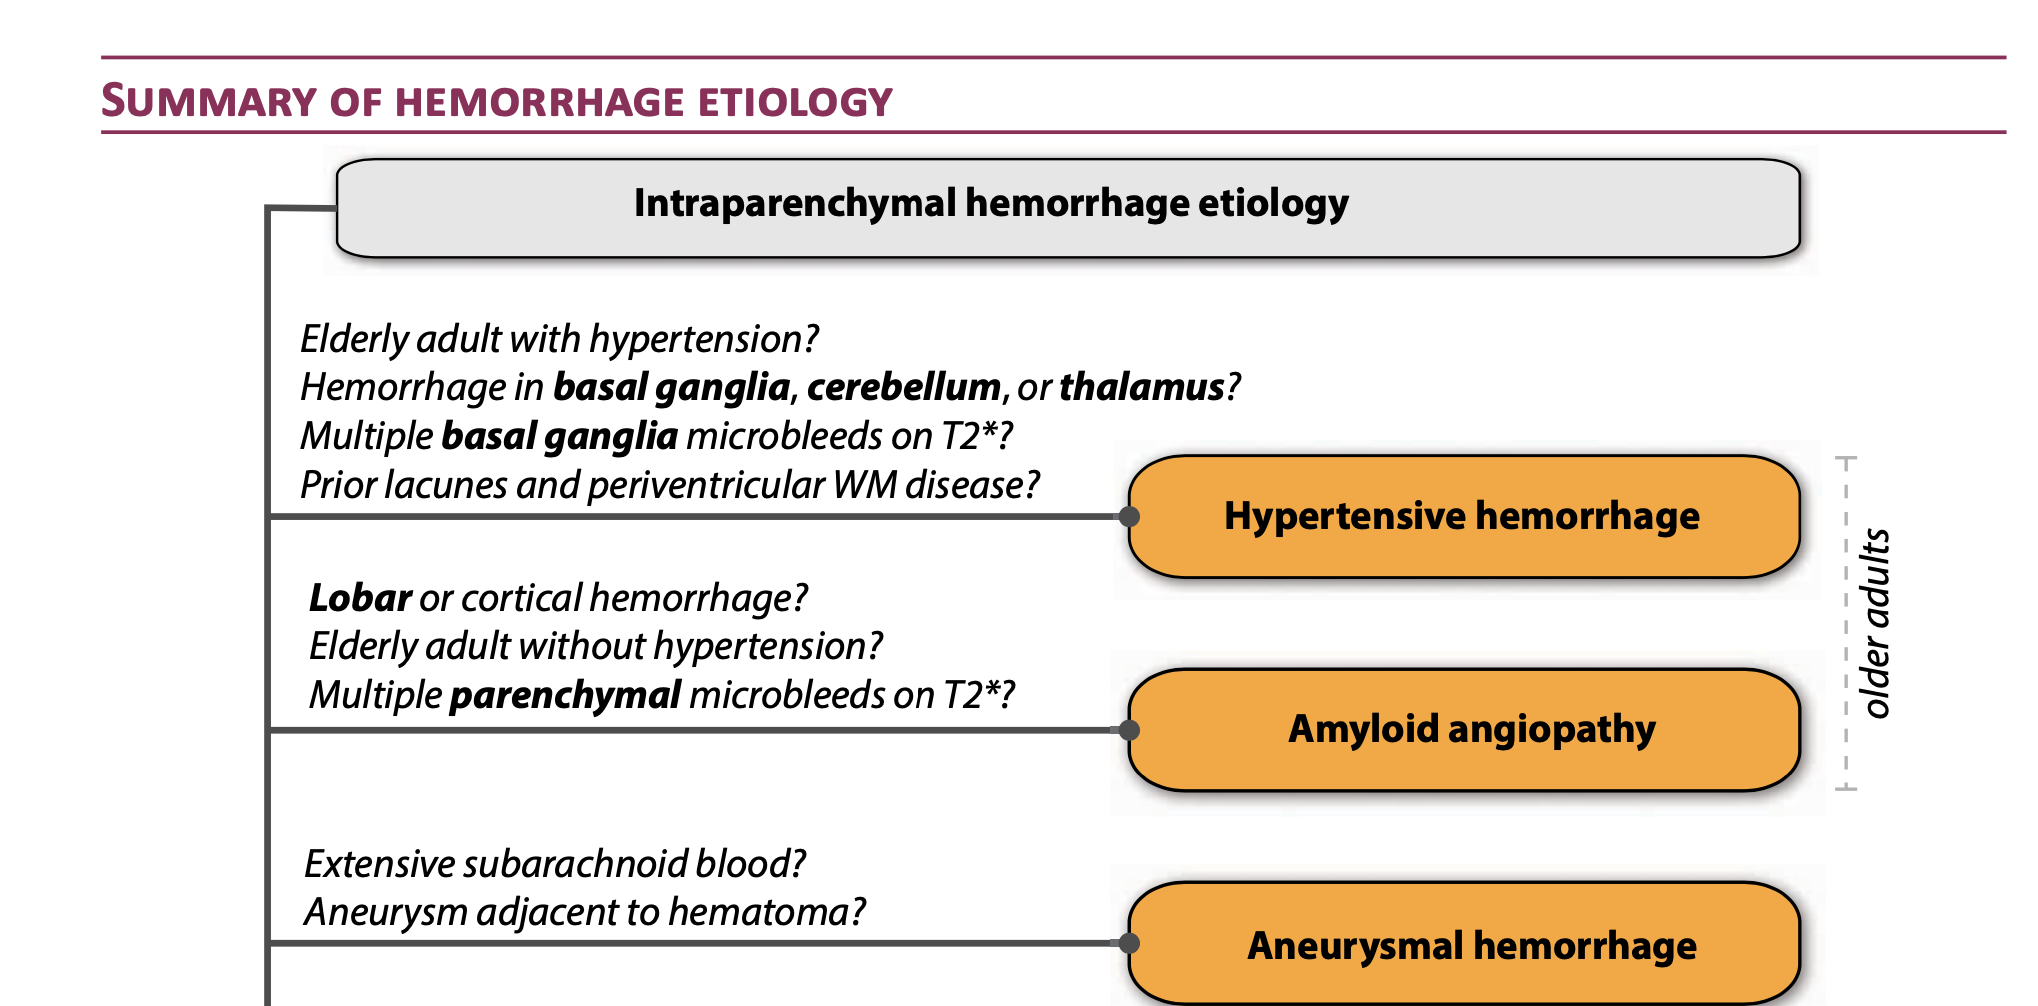 SUMMARY OF HEMORRHAGE ETIOLOGY
Intraparenchymal hemorrhage etiology
Elderly adult with hypertension?
Hemorrhage in basal ganglia, cerebellum, or thalamus?
Multiple basal ganglia microbleeds on T2*?
Prior lacunes and periventricular WM disease?
Hypertensive hemorrhage
older adults
Lobar or cortical hemorrhage?
Elderly adult without hypertension?
Multiple parenchymal microbleeds on T2*?
Amyloid angiopathy
Extensive subarachnoid blood?
Aneurysm adjacent to hematoma?
Aneurysmal hemorrhage